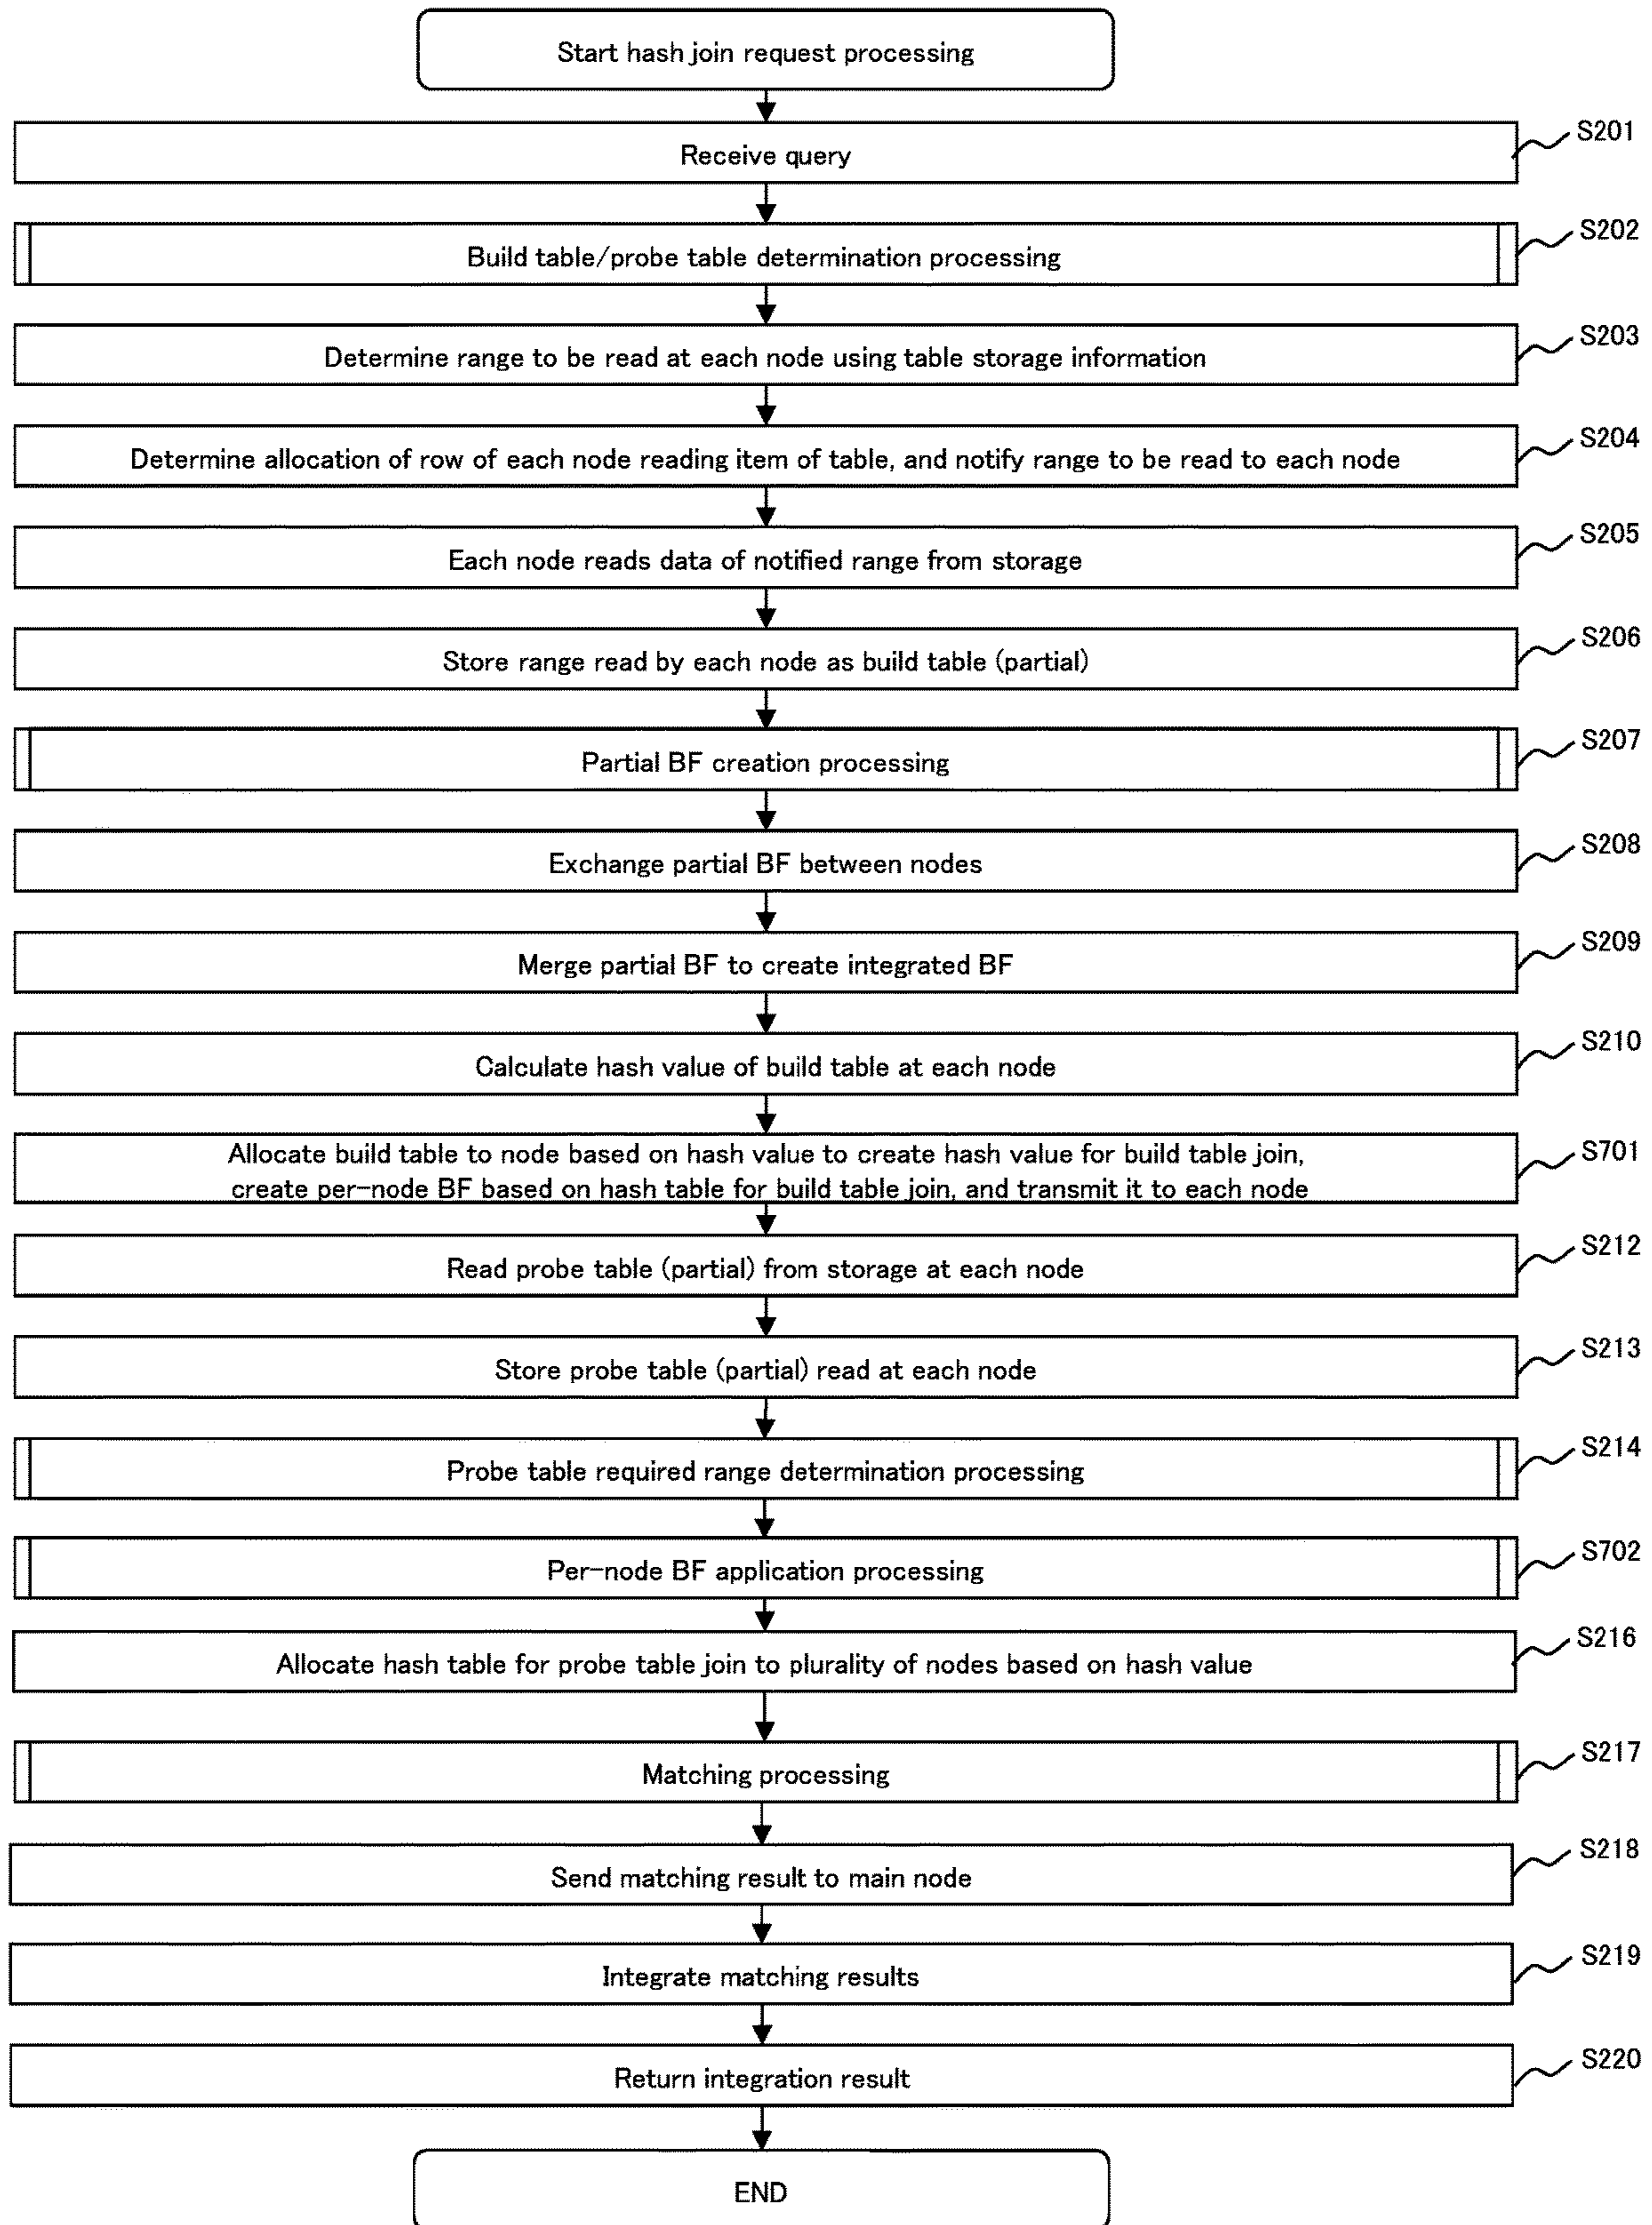 Start hash join request processing
Receive query
S201
Build table/probe table determination processing
S202
Determine range to be read at each node using table storage information
S203
Determine allocation of row of each node reading item of table, and notify range to be read to each node
S204
Each node reads data of notified range from storage
S205
Store range read by each node as build table (partial)
S206
Partial BF creation processing
S207
Exchange partial BF between nodes
S208
Merge partial BF to create integrated BF
S209
Calculate hash value of build table at each node
S210
Allocate build table to node based on hash value to create hash value for build table join,
create per-node BF based on hash table for build table join, and transmit it to each node
S701
Read probe table (partial) from storage at each node
S212
Store probe table (partial) read at each node
S213
Probe table required range determination processing
S214
Per-node BF application processing
S702
Allocate hash table for probe table join to plurality of nodes based on hash value
S216
Matching processing
S217
Send matching result to main node
S218
Integrate matching results
S219
Return integration result
S220
END